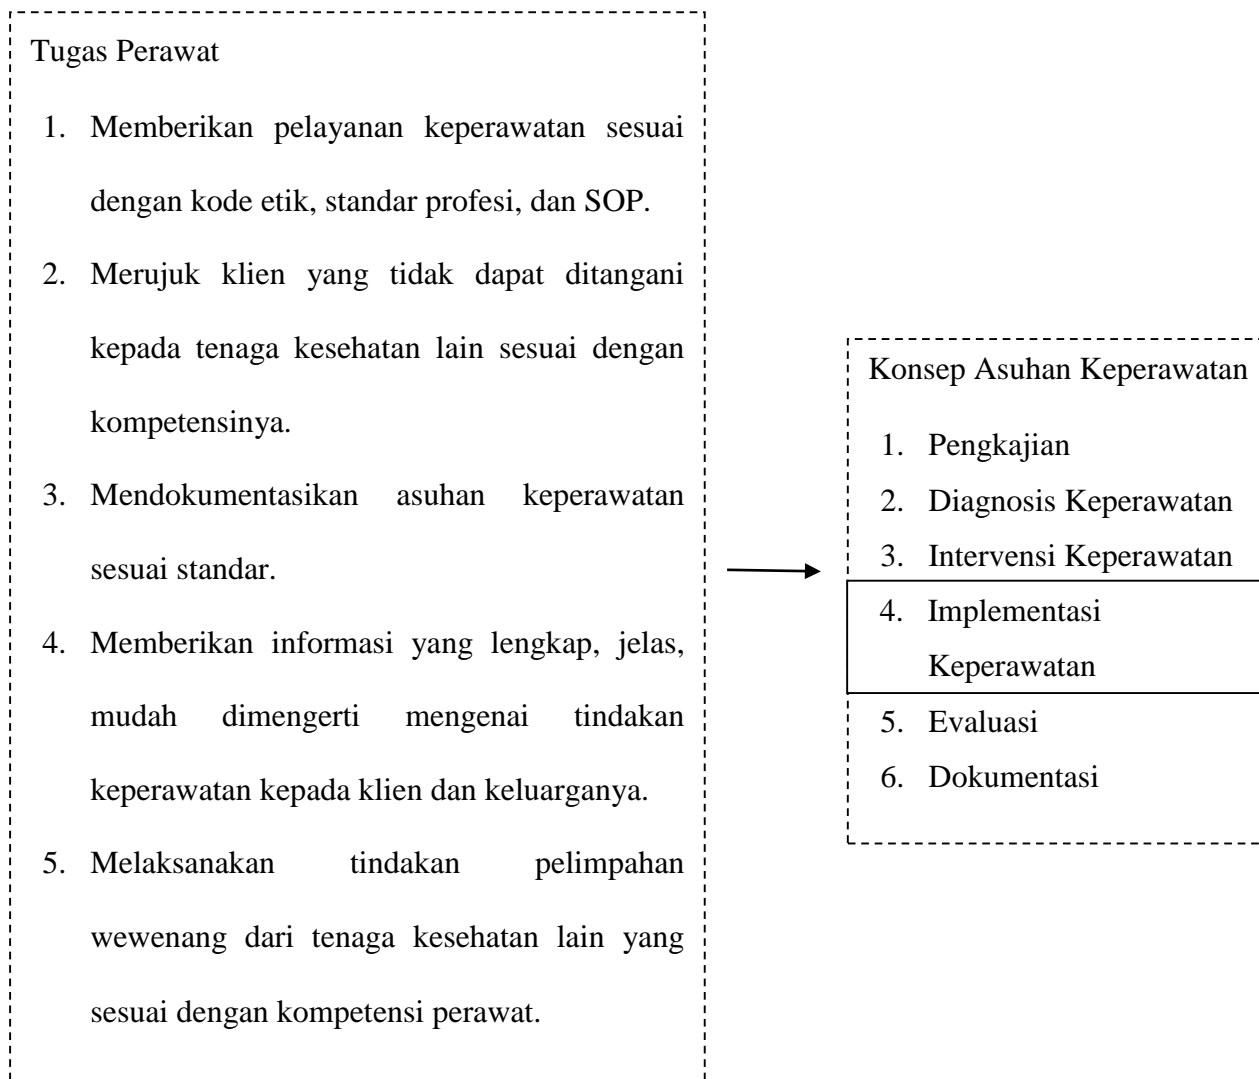 Tugas Perawat
1. Memberikan pelayanan keperawatan sesuai
dengan kode etik, standar profesi, dan SOP.
2. Merujuk klien yang tidak dapat ditangani
kepada tenaga kesehatan lain sesuai dengan
kompetensinya.
3. Mendokumentasikan asuhan keperawatan
sesuai standar.
4. Memberikan informasi yang lengkap, jelas,
mudah dimengerti mengenai tindakan
keperawatan kepada klien dan keluarganya.
5. Melaksanakan tindakan pelimpahan
wewenang dari tenaga kesehatan lain yang
sesuai dengan kompetensi perawat.
Konsep Asuhan Keperawatan
1. Pengkajian
2. Diagnosis Keperawatan
3. Intervensi Keperawatan
4. Implementasi
Keperawatan
5. Evaluasi
6. Dokumentasi